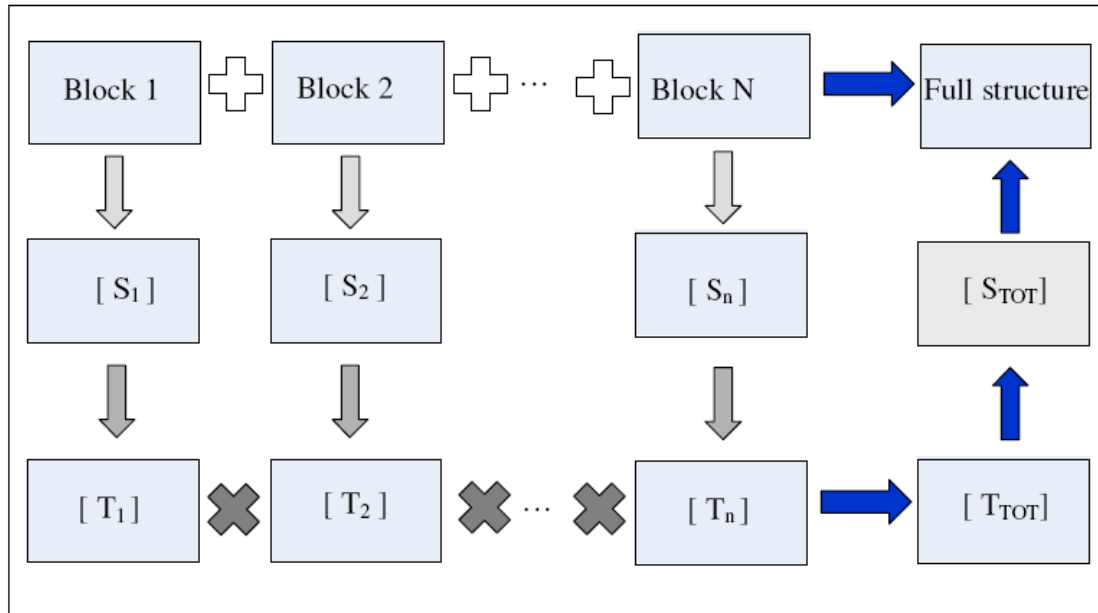 Block 1
Block 2
...
Block N
Full structure
[ S₁ ]
[ S₂ ]
[ Sₙ ]
[ S_TOT]
[ T₁ ]
[ T₂ ]
...
[ Tₙ ]
[ T_TOT]